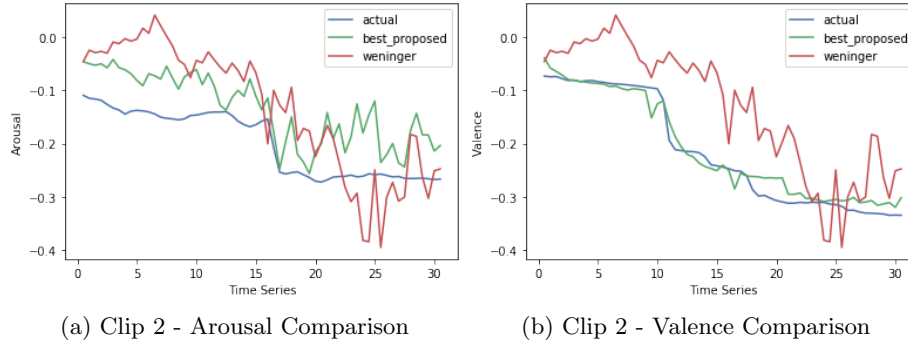 actual
best_proposed
weninger
0.0
−0.1
−0.2
−0.3
−0.4
Arousal
0
5
10
15
20
25
30
Time Series
(a) Clip 2 - Arousal Comparison
actual
best_proposed
weninger
0.0
−0.1
−0.2
−0.3
−0.4
Valence
0
5
10
15
20
25
30
Time Series
(b) Clip 2 - Valence Comparison